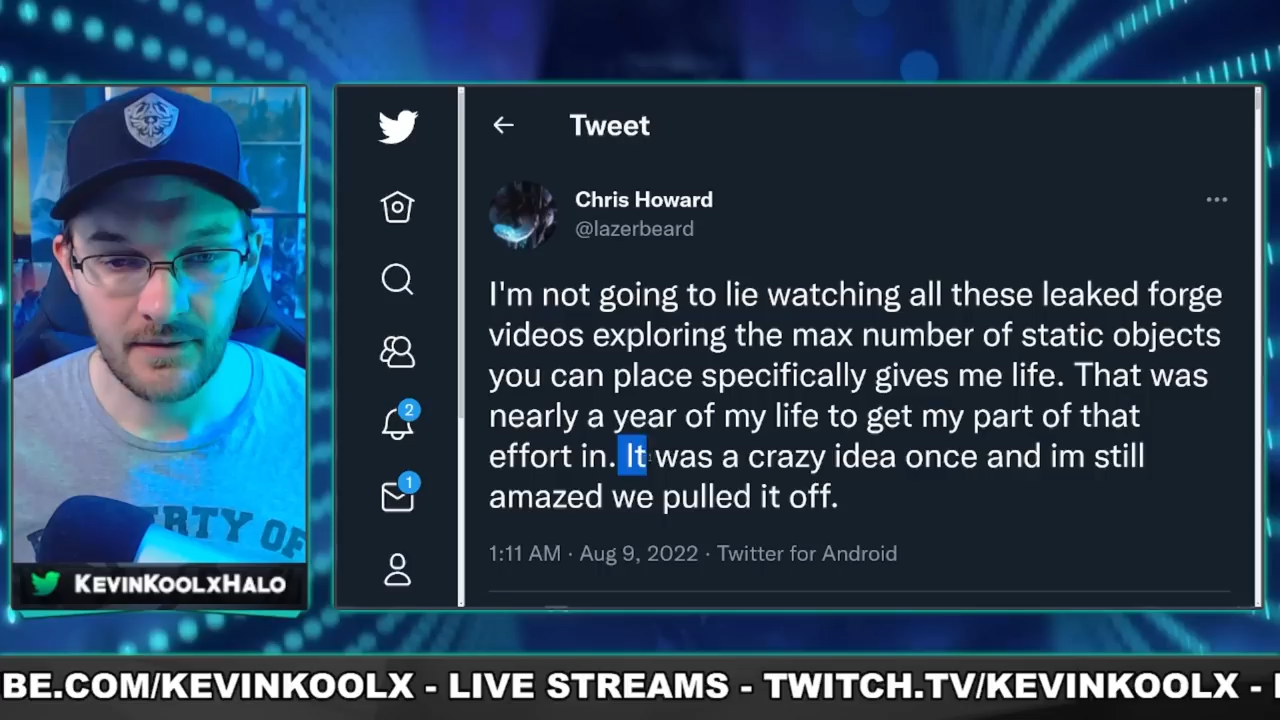 Tweet
Chris Howard
@lazerbeard
I'm not going to lie watching all these leaked forge
videos exploring the max number of static objects
you can place specifically gives me life. That was
nearly a year of my life to get my part of that
effort in. It was a crazy idea once and im still
amazed we pulled it off.
1:11 AM · Aug 9, 2022 · Twitter for Android
2
1
ERTY OF
KEVINKOOLXHALO
BE.COM/KEVINKOOLX - LIVE STREAMS - TWITCH.TV/KEVINKOOLX -